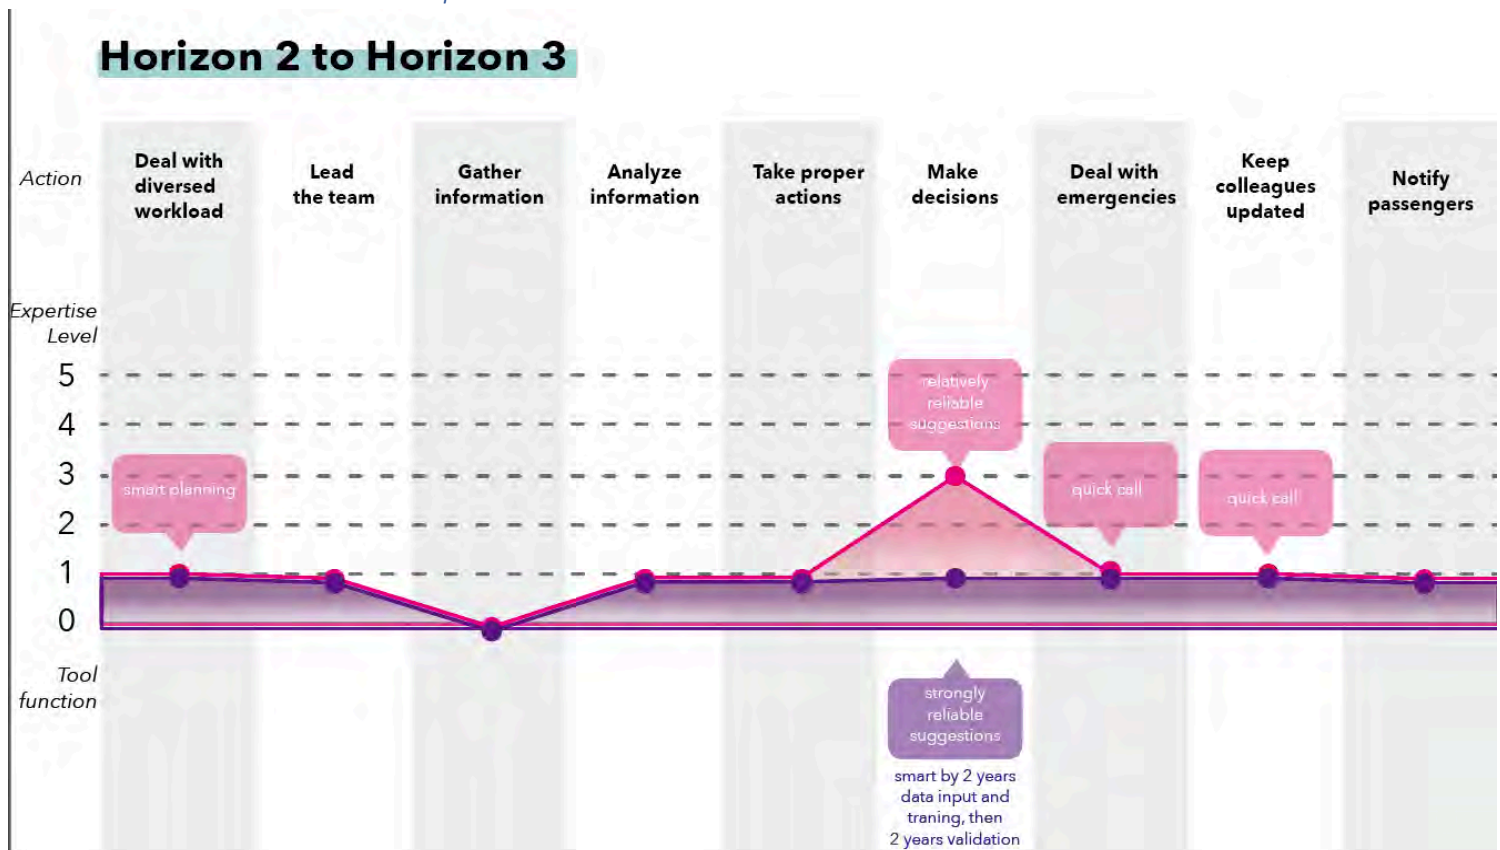 Horizon 2 to Horizon 3
Action
Deal with
diversed
workload
Lead
the team
Gather
information
Analyze
information
Take proper
actions
Make
decisions
Deal with
emergencies
Keep
colleagues
updated
Notify
passengers
Expertise
Level
5
4
3
2
1
0
smart planning
relatively
reliable
suggestions
quick call
quick call
Tool
function
strongly
reliable
suggestions
smart by 2 years
data input and
traning, then
2 years validation